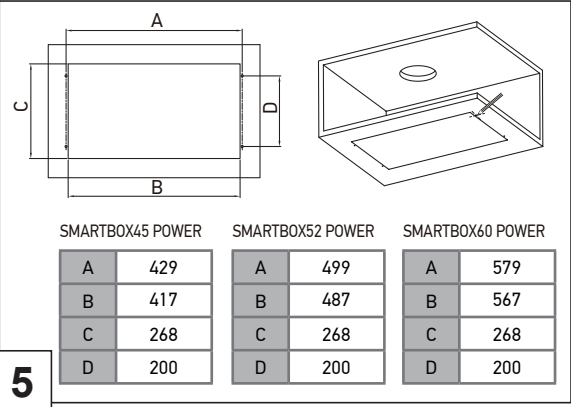 A
C
D
B
SMARTBOX45 POWER SMARTBOX52 POWER SMARTBOX60 POWER
A 429 A 499 A 579
B 417 B 487 B 567
C 268 C 268 C 268
D 200 D 200 D 200
5